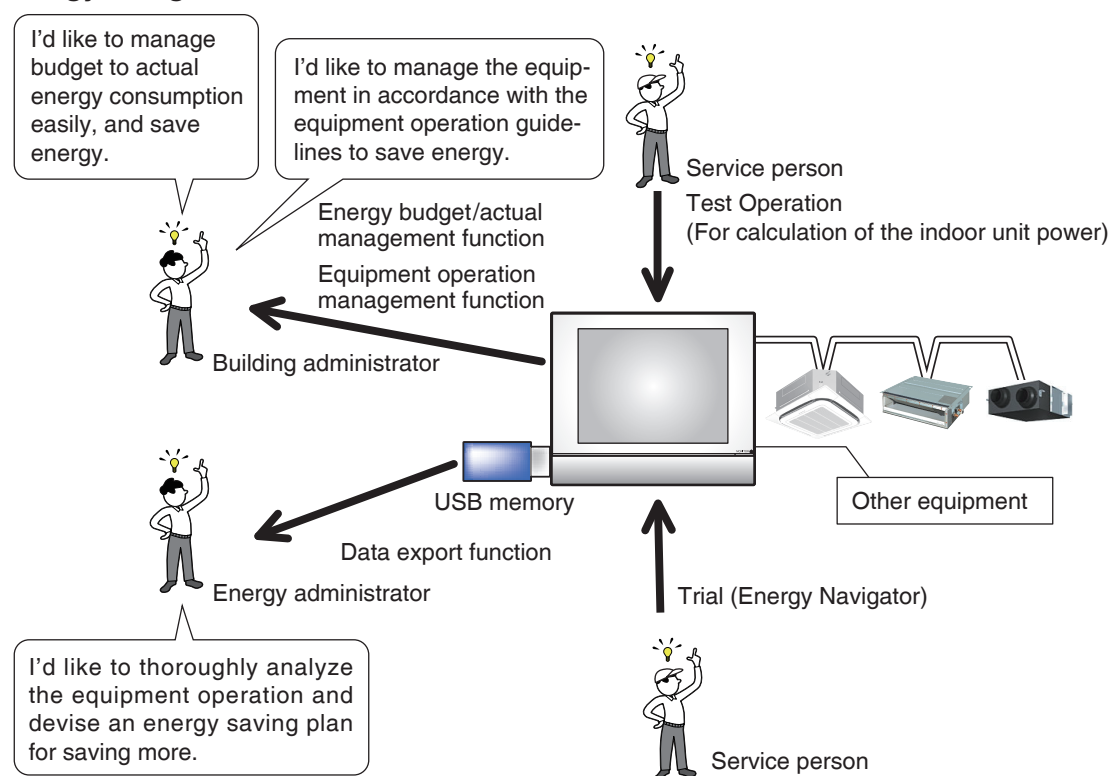 I'd like to manage
budget to actual
energy consumption
easily, and save
energy.
I'd like to manage the equip-
ment in accordance with the
equipment operation guide-
lines to save energy.
Service person
Test Operation
(For calculation of the indoor unit power)
Energy budget/actual
management function
Equipment operation
management function
Building administrator
USB memory
Other equipment
Data export function
Energy administrator
Trial (Energy Navigator)
I'd like to thoroughly analyze
the equipment operation and
devise an energy saving plan
for saving more.
Service person